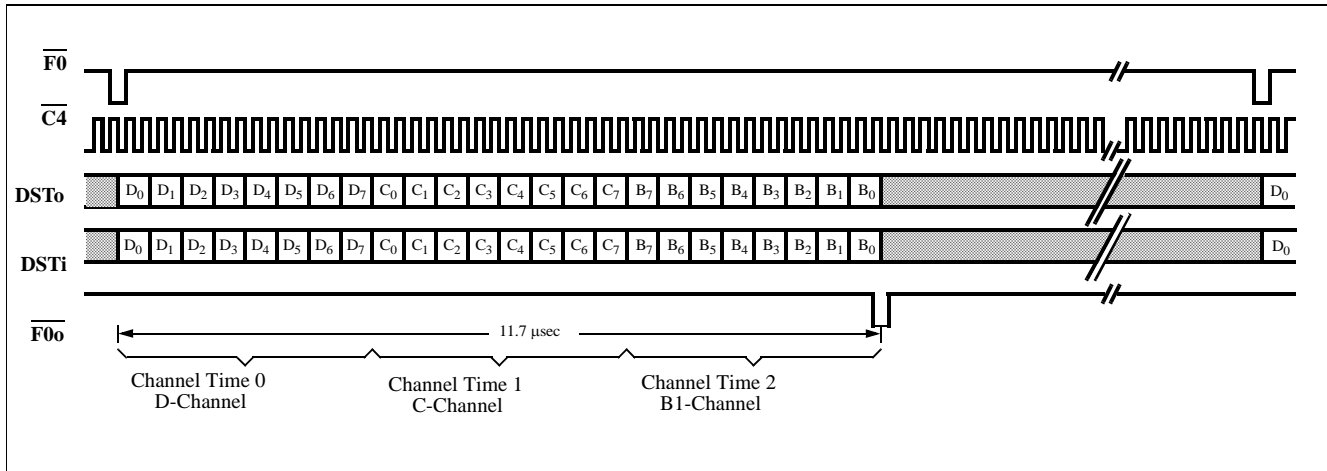 F0
C4
DSTo D₀ D₁ D₂ D₃ D₄ D₅ D₆ D₇ C₀ C₁ C₂ C₃ C₄ C₅ C₆ C₇ B₇ B₆ B₅ B₄ B₃ B₂ B₁ B₀ D₀
DSTi D₀ D₁ D₂ D₃ D₄ D₅ D₆ D₇ C₀ C₁ C₂ C₃ C₄ C₅ C₆ C₇ B₇ B₆ B₅ B₄ B₃ B₂ B₁ B₀ D₀
F0o
11.7 µsec
Channel Time 0
D-Channel
Channel Time 1
C-Channel
Channel Time 2
B1-Channel